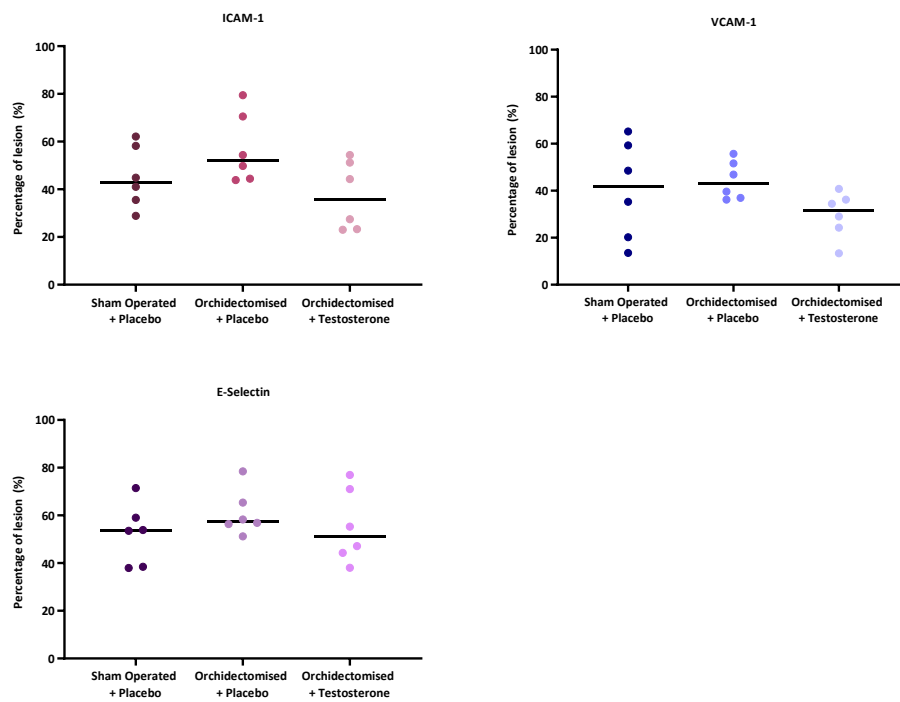 ICAM-1
Percentage of lesion (%)
100
80
60
40
20
0
Sham Operated
+ Placebo
Orchidectomised
+ Placebo
Orchidectomised
+ Testosterone
VCAM-1
Percentage of lesion (%)
100
80
60
40
20
0
Sham Operated
+ Placebo
Orchidectomised
+ Placebo
Orchidectomised
+ Testosterone
E-Selectin
Percentage of lesion (%)
100
80
60
40
20
0
Sham Operated
+ Placebo
Orchidectomised
+ Placebo
Orchidectomised
+ Testosterone